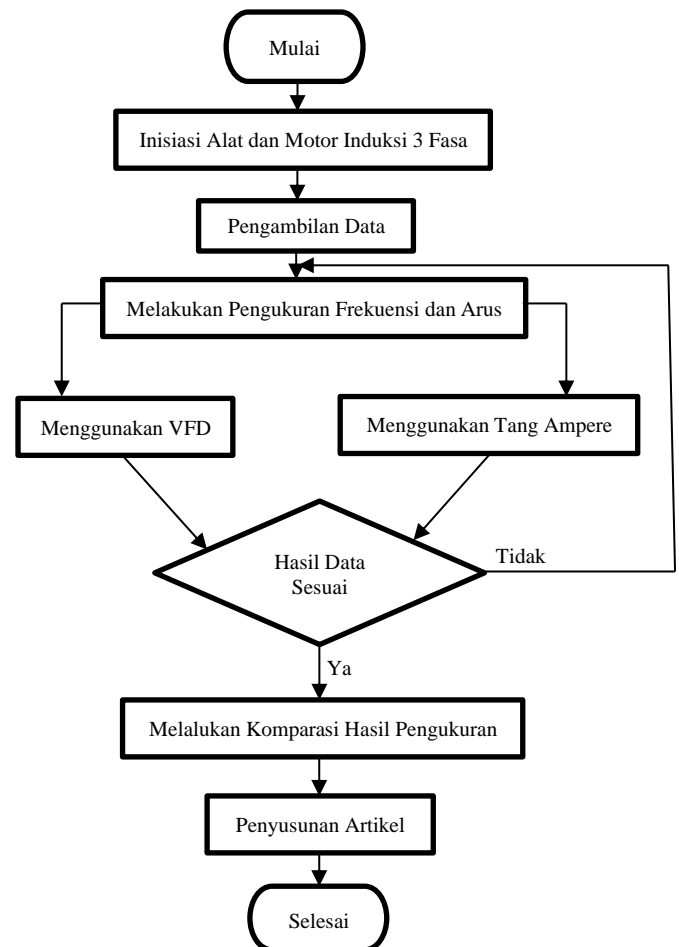 Mulai
Inisiasi Alat dan Motor Induksi 3 Fasa
Pengambilan Data
Melakukan Pengukuran Frekuensi dan Arus
Menggunakan VFD
Menggunakan Tang Ampere
Hasil Data
Sesuai
Tidak
Ya
Melalukan Komparasi Hasil Pengukuran
Penyusunan Artikel
Selesai